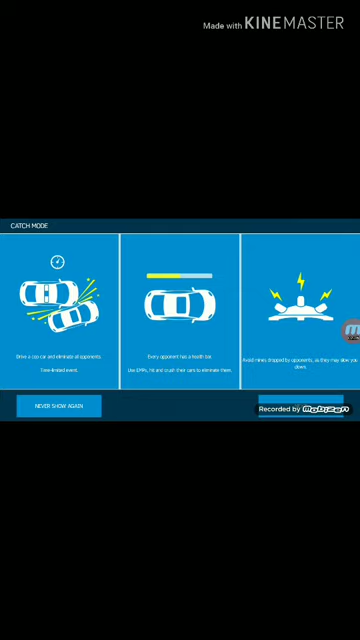 Made with KINEMASTER
CATCH MODE
Drive a cop car and eliminate all opponents.
Time-limited event.
Every opponent has a health bar.
Use EMPs, hit and crush their cars to eliminate them.
Avoid mines dropped by opponents, as they may slow you
down.
NEVER SHOW AGAIN
Recorded by Mobizen